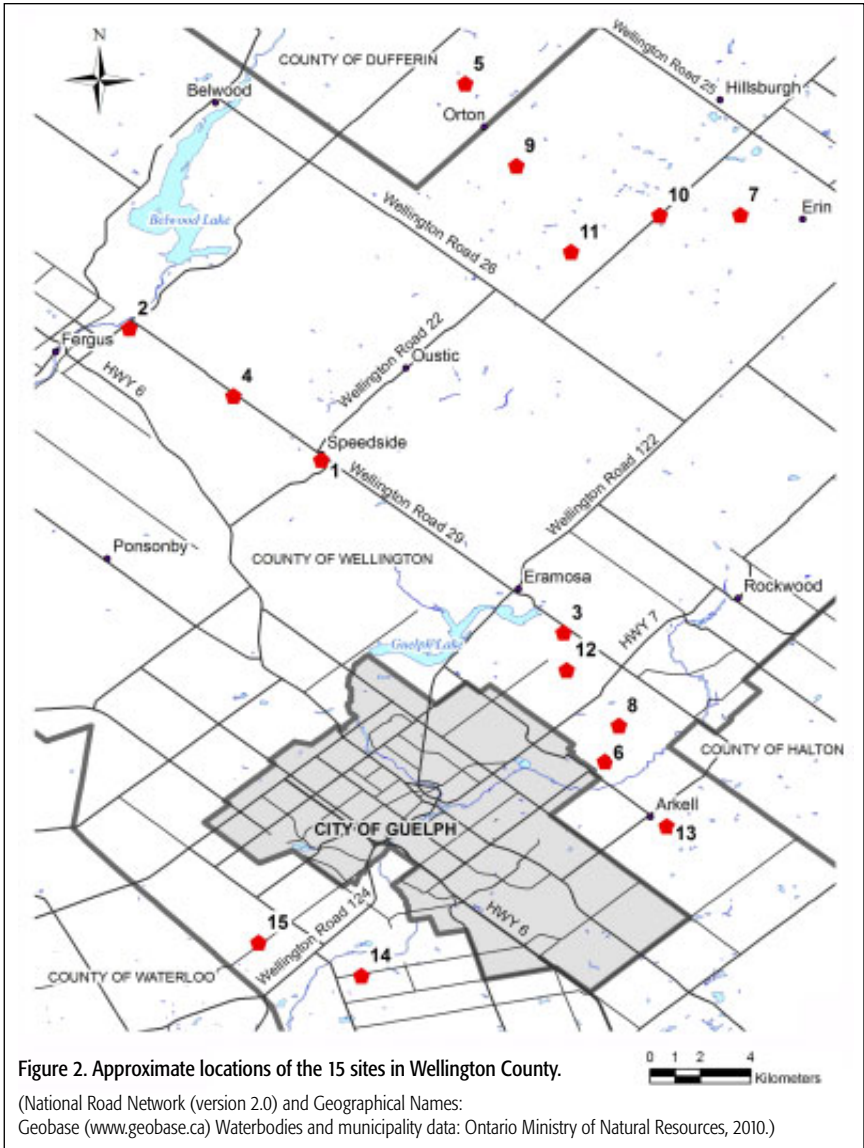 N
COUNTY OF DUFFERIN
5
Wellington Road 25
Belwood
Hillsburgh
Orton
9
Belwood Lake
Wellington Road 26
10
7
Erin
11
2
Fergus
HWY 6
Wellington Road 22
Oustic
4
Speedside
1
Wellington Road 29
Wellington Road 122
Ponsonby
COUNTY OF WELLINGTON
Eramosa
Rockwood
3
HWY 7
Guelph Lake
12
8
COUNTY OF HALTON
6
Arkell
CITY OF GUELPH
13
HWY 6
Wellington Road 124
15
14
COUNTY OF WATERLOO
Figure 2. Approximate locations of the 15 sites in Wellington County.
0 1 2 4
Kilometers
(National Road Network (version 2.0) and Geographical Names:
Geobase (www.geobase.ca) Waterbodies and municipality data: Ontario Ministry of Natural Resources, 2010.)